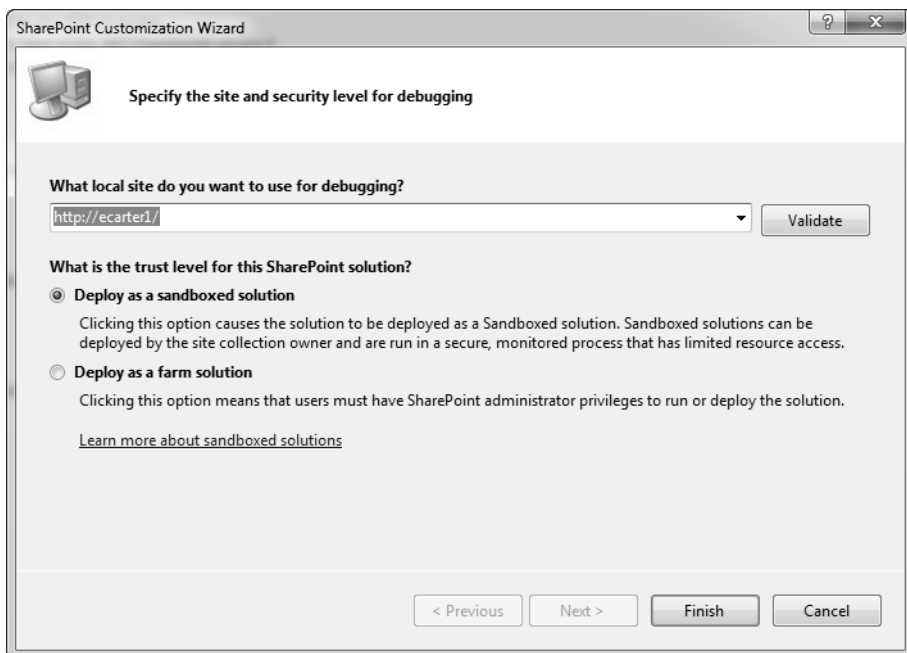 SharePoint Customization Wizard
?
X
Specify the site and security level for debugging
What local site do you want to use for debugging?
http://ecarter1/
Validate
What is the trust level for this SharePoint solution?
Deploy as a sandboxed solution
Clicking this option causes the solution to be deployed as a Sandboxed solution. Sandboxed solutions can be
deployed by the site collection owner and are run in a secure, monitored process that has limited resource access.
Deploy as a farm solution
Clicking this option means that users must have SharePoint administrator privileges to run or deploy the solution.
Learn more about sandboxed solutions
< Previous
Next >
Finish
Cancel